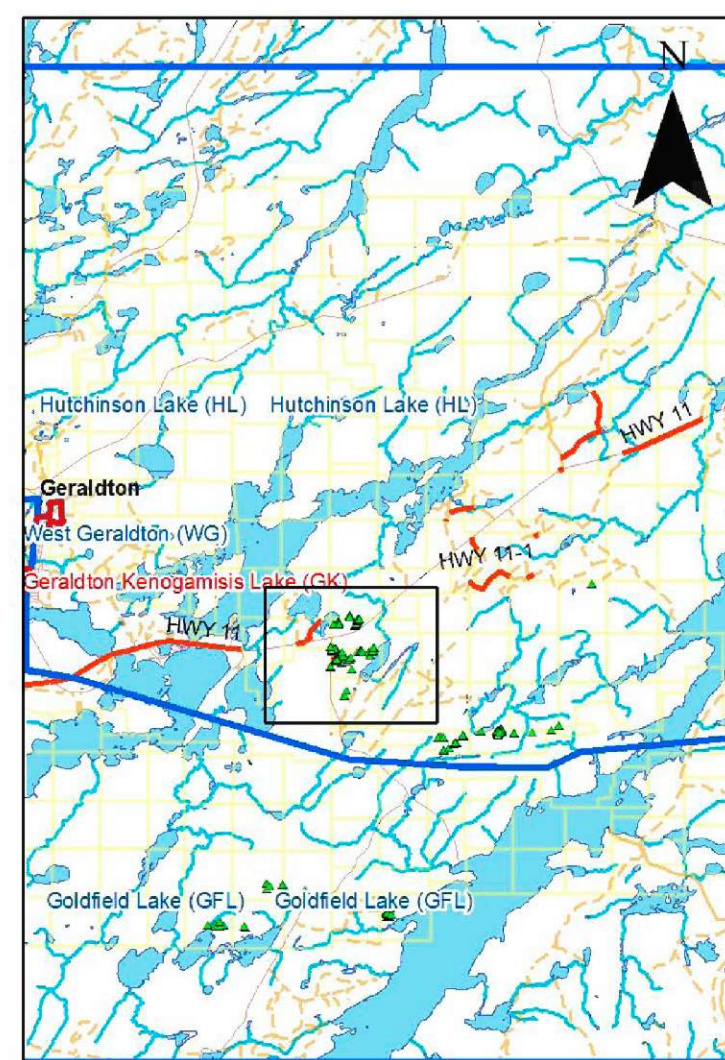 N
Hutchinson Lake (HL) Hutchinson Lake (HL)
HWY 11
Geraldton
West Geraldton (WG)
HWY 11-1
Geraldton Kenogamisis Lake (GK)
HWY 11
Goldfield Lake (GFL) Goldfield Lake (GFL)